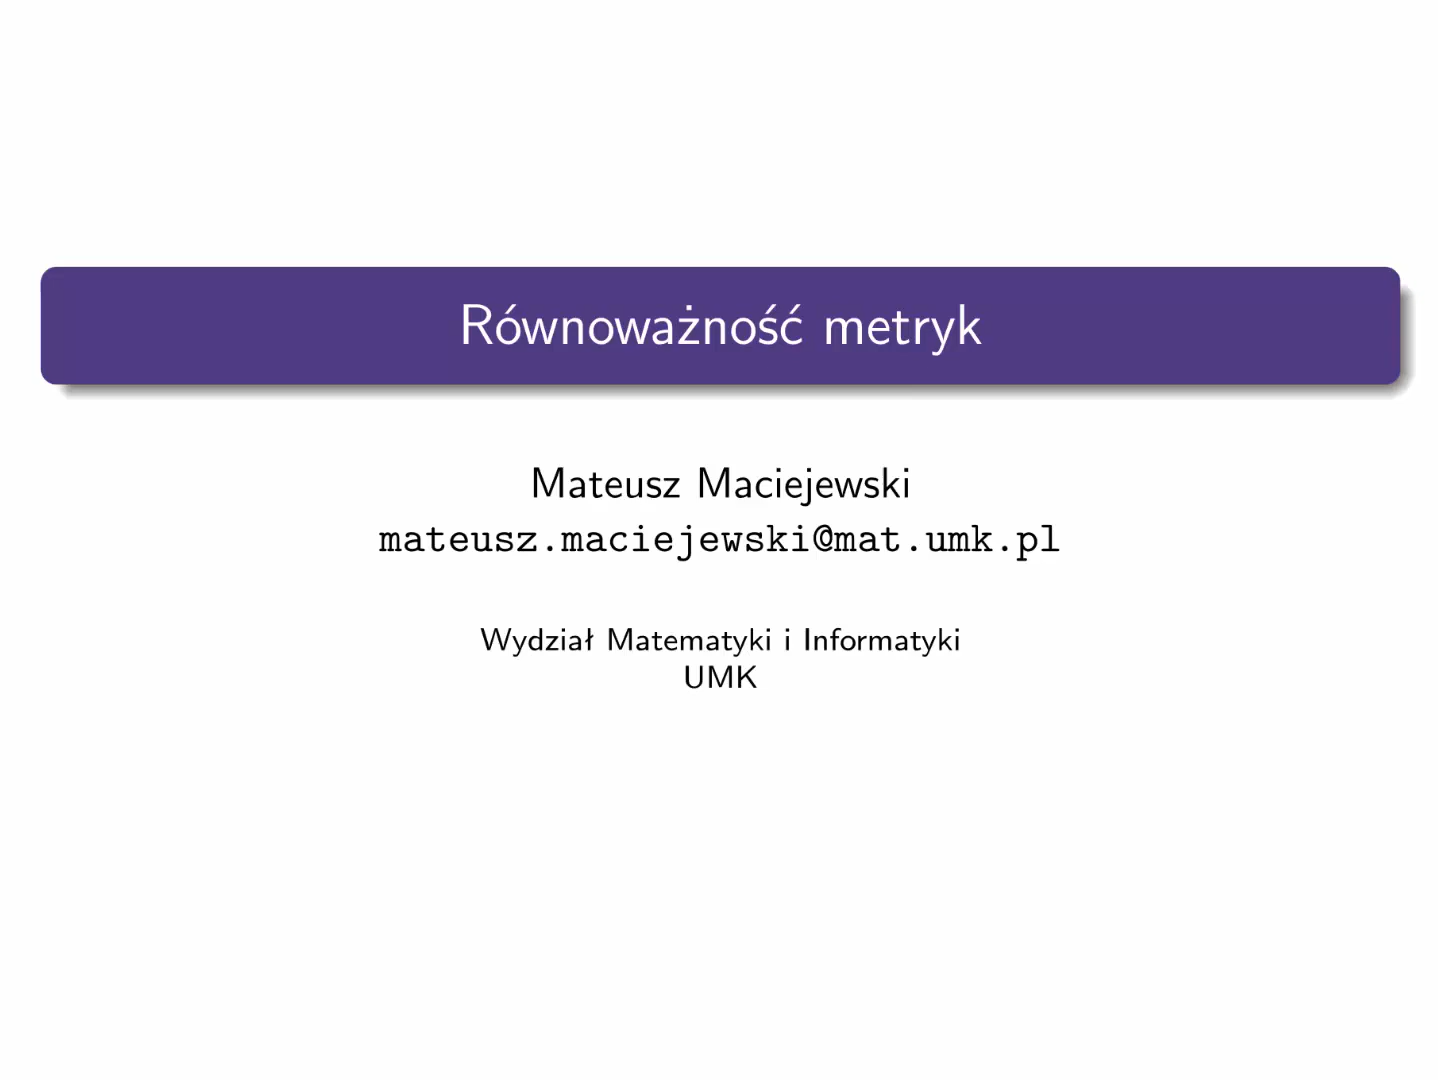 Równoważność metryk
Mateusz Maciejewski
mateusz.maciejewski@mat.umk.pl
Wydział Matematyki i Informatyki
UMK